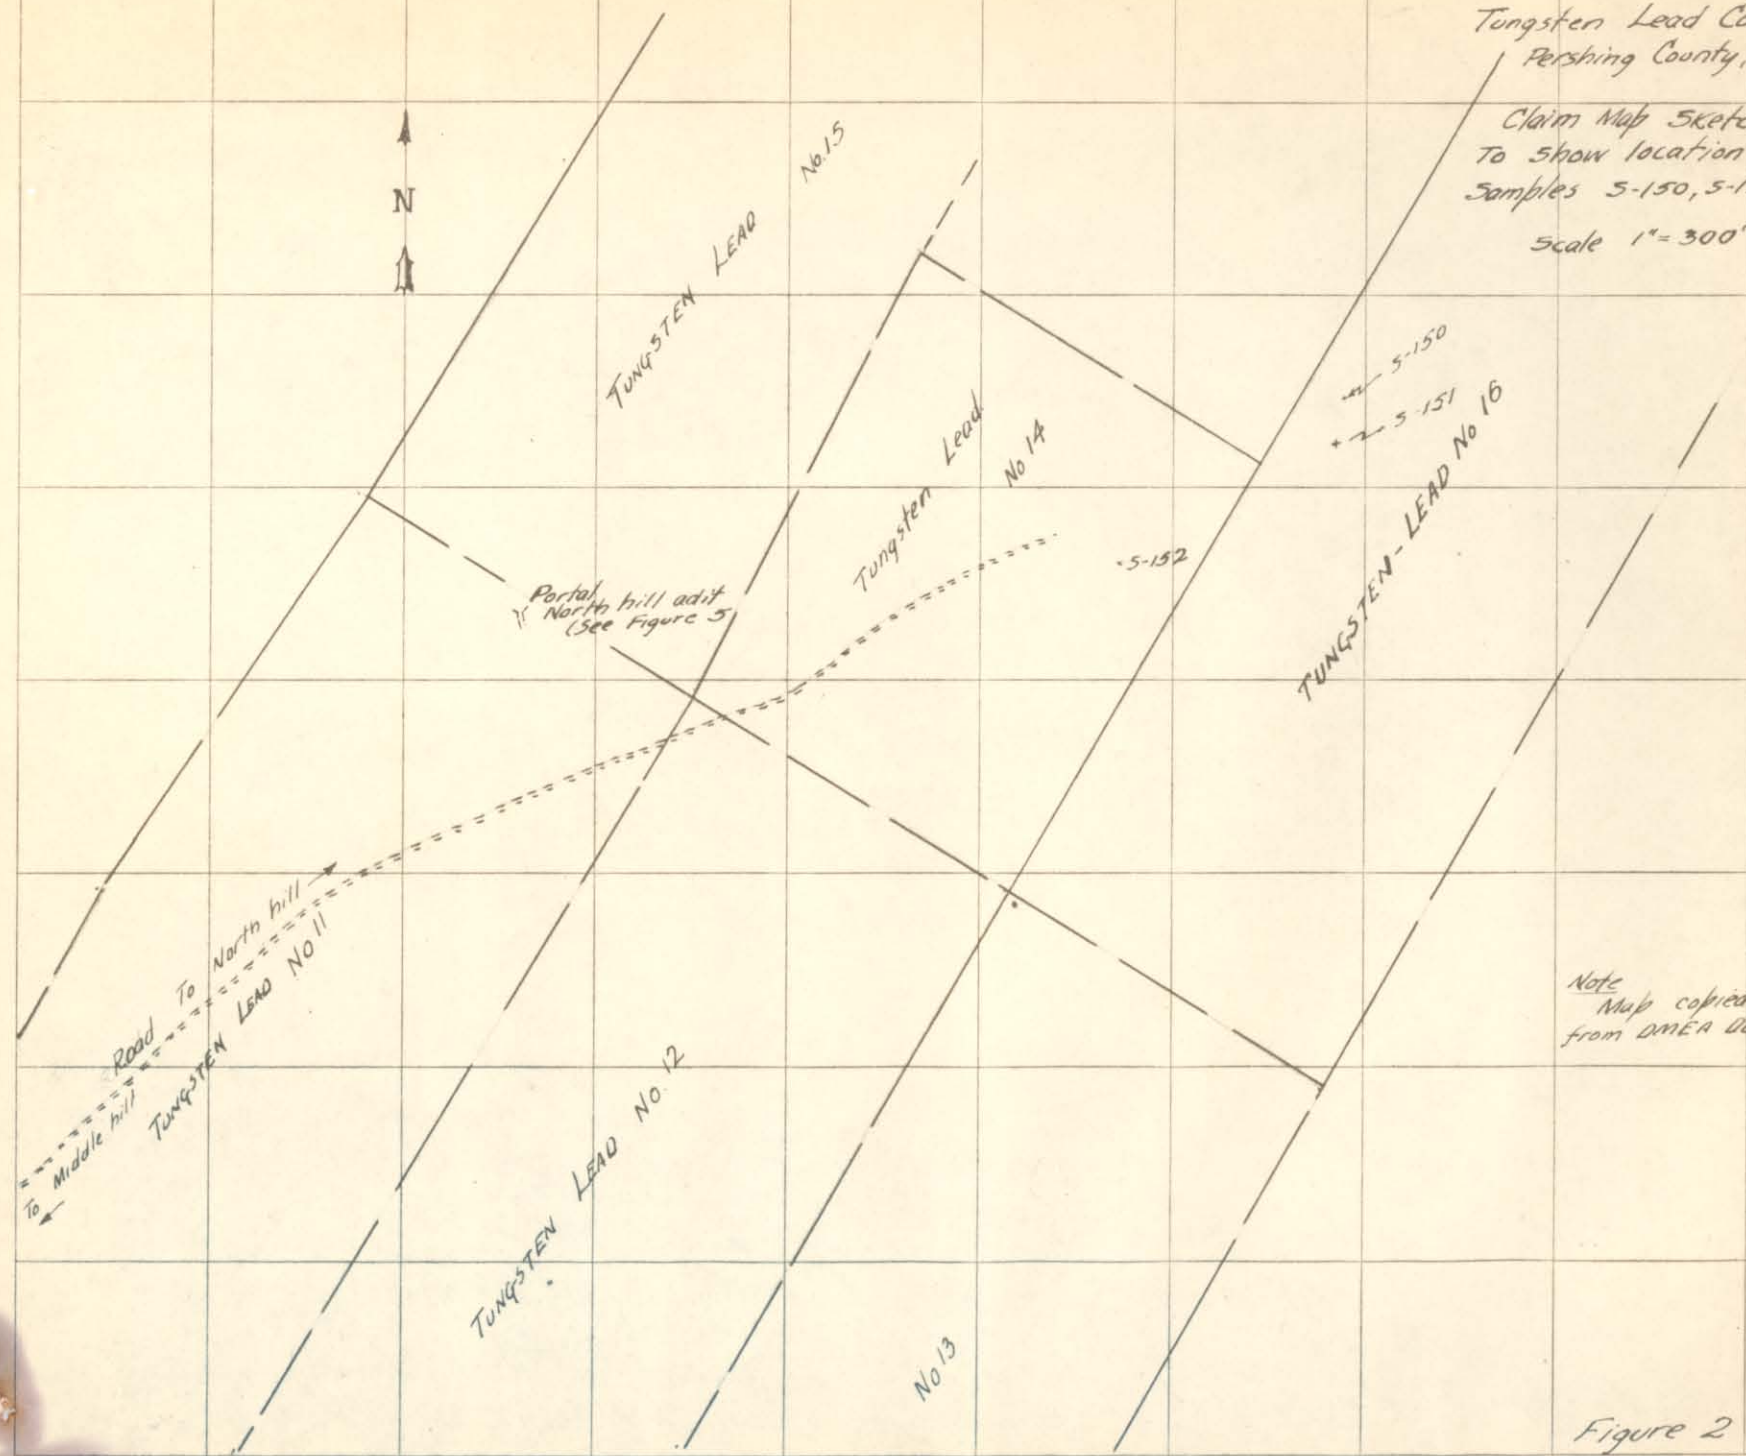 Tungsten Lead
Pershing County,
Claim Map
To Show location
Samples S-150,
Scale 1"=300'
N
TUNGSTEN LEAD No.15
Tungsten Lead
No 14
S-150
S-151
TUNGSTEN-LEAD No 16
S-152
Portal
North hill adit
(See Figure 5
Road To North hill
TUNGSTEN LEAD NO 11
To Middle hill
TUNGSTEN LEAD NO. 12
No 13
Note
Map copied
from DMEA
Figure 2